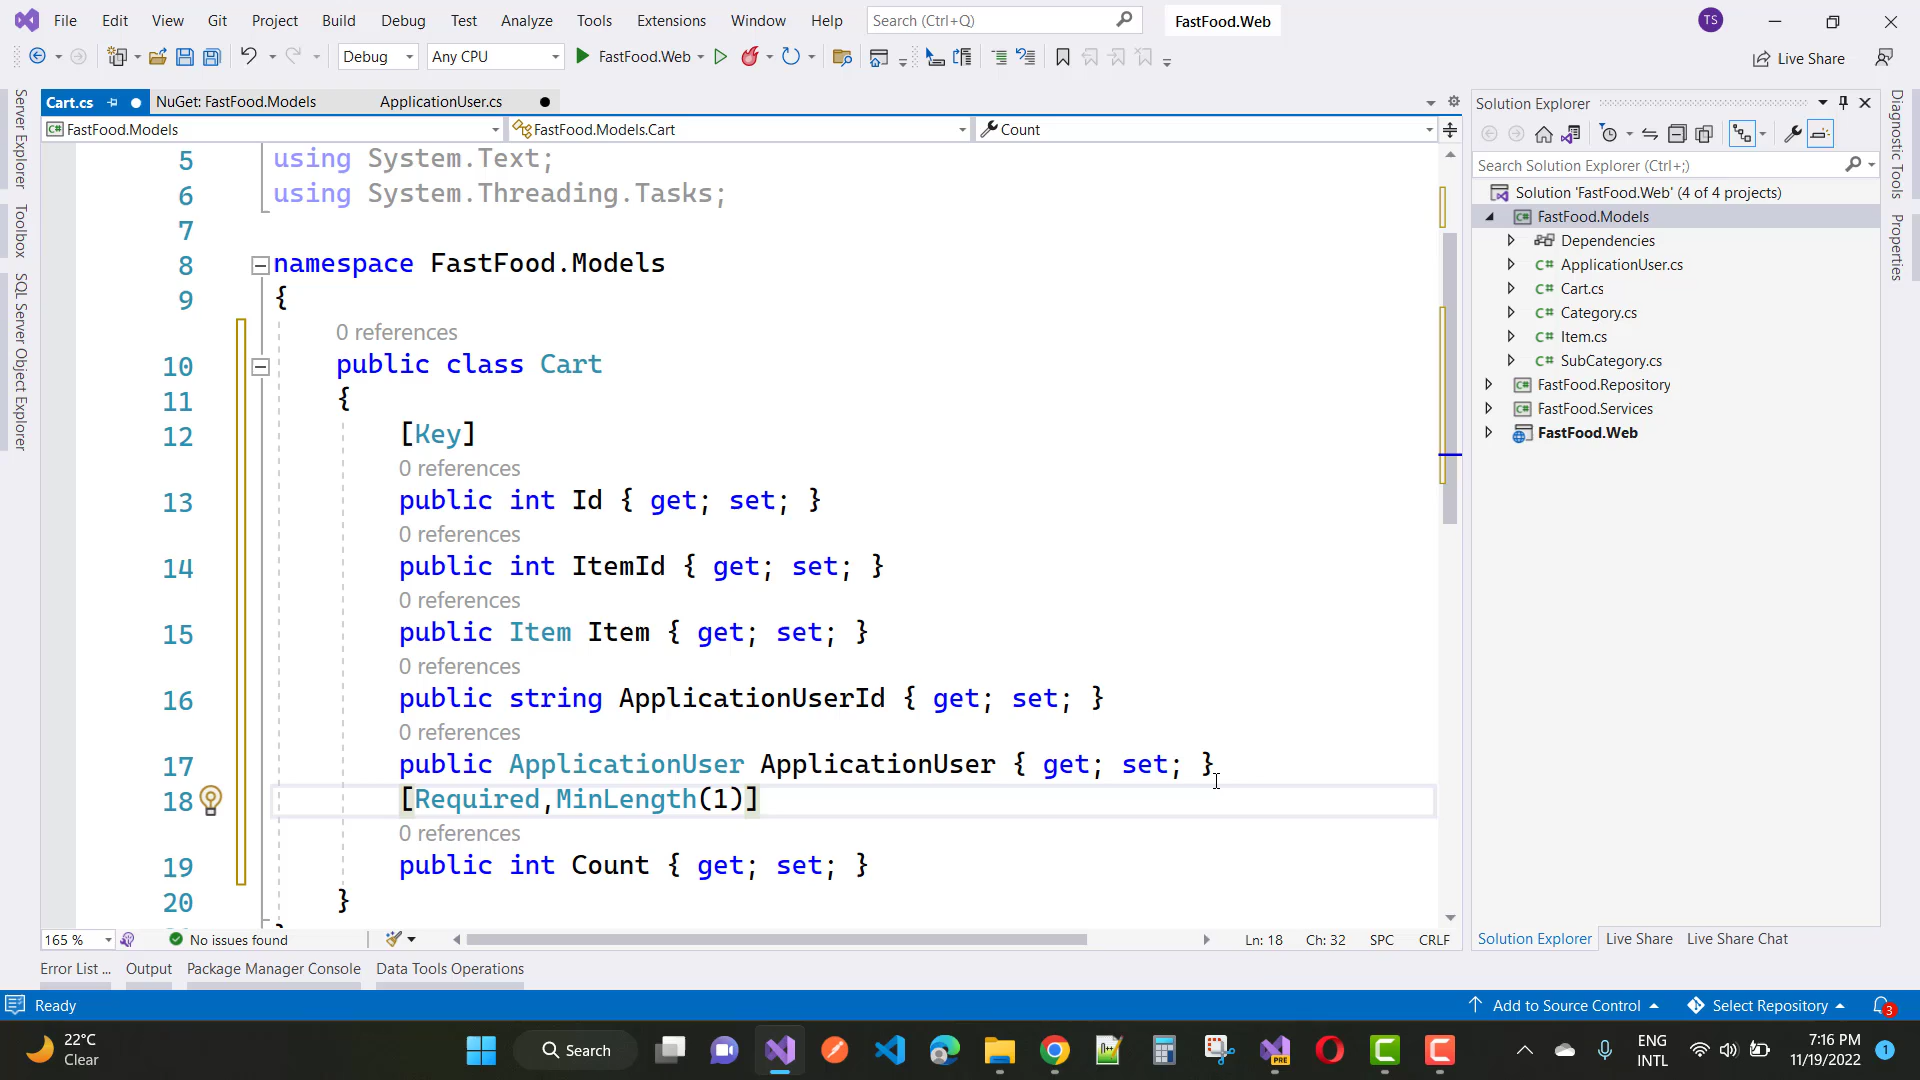 File Edit View Git Project Build Debug Test Analyze Tools Extensions Window Help Search (Ctrl+Q) FastFood.Web TS
Debug Any CPU FastFood.Web Live Share
Cart.cs NuGet: FastFood.Models ApplicationUser.cs
FastFood.Models FastFood.Models.Cart Count
5 using System.Text;
6 using System.Threading.Tasks;
7
8 namespace FastFood.Models
9 {
0 references
10 public class Cart
11 {
12 [Key]
0 references
13 public int Id { get; set; }
0 references
14 public int ItemId { get; set; }
0 references
15 public Item Item { get; set; }
0 references
16 public string ApplicationUserId { get; set; }
0 references
17 public ApplicationUser ApplicationUser { get; set; }
18 [Required,MinLength(1)]
0 references
19 public int Count { get; set; }
20 }
165 % No issues found Ln: 18 Ch: 32 SPC CRLF
Error List ... Output Package Manager Console Data Tools Operations
Ready Add to Source Control Select Repository 3
Server Explorer
Toolbox
SQL Server Object Explorer
Solution Explorer
Search Solution Explorer (Ctrl+;)
Solution 'FastFood.Web' (4 of 4 projects)
FastFood.Models
Dependencies
C# ApplicationUser.cs
C# Cart.cs
C# Category.cs
C# Item.cs
C# SubCategory.cs
FastFood.Repository
FastFood.Services
FastFood.Web
Solution Explorer Live Share Live Share Chat
Diagnostic Tools
Properties
22°C
Clear
Search
PRE
ENG
INTL
7:16 PM
11/19/2022
1